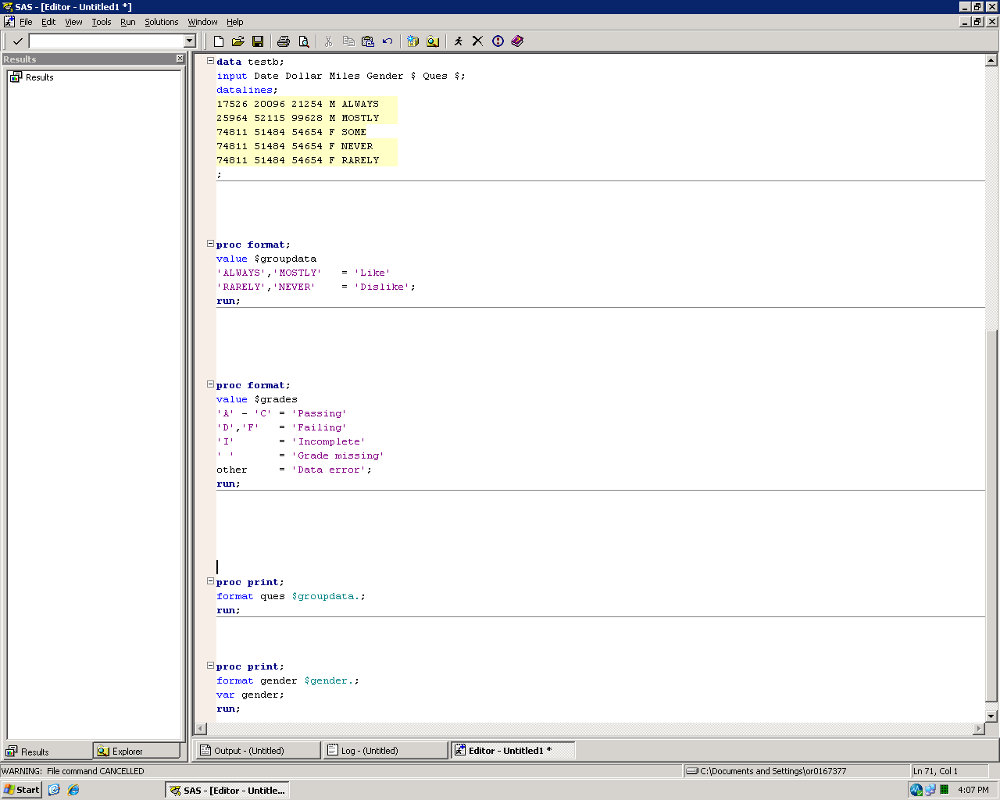 SAS - [Editor - Untitled1 *]
File Edit View Tools Run Solutions Window Help
Results
Results
data testb;
input Date Dollar Miles Gender $ Ques $;
datalines;
17526 20096 21254 M ALWAYS
25964 52115 99628 M MOSTLY
74811 51484 54654 F SOME
74811 51484 54654 F NEVER
74811 51484 54654 F RARELY
;
proc format;
value $groupdata
'ALWAYS','MOSTLY'   = 'Like'
'RARELY','NEVER'    = 'Dislike';
run;
proc format;
value $grades
'A' - 'C' = 'Passing'
'D','F'   = 'Failing'
'I'       = 'Incomplete'
' '       = 'Grade missing'
other     = 'Data error';
run;
proc print;
format ques $groupdata.;
run;
proc print;
format gender $gender.;
var gender;
run;
Results Explorer
Output - (Untitled) Log - (Untitled) Editor - Untitled1 *
WARNING: File command CANCELLED C:\Documents and Settings\or0167377 Ln 71, Col 1
Start SAS - [Editor - Untitle... 4:07 PM